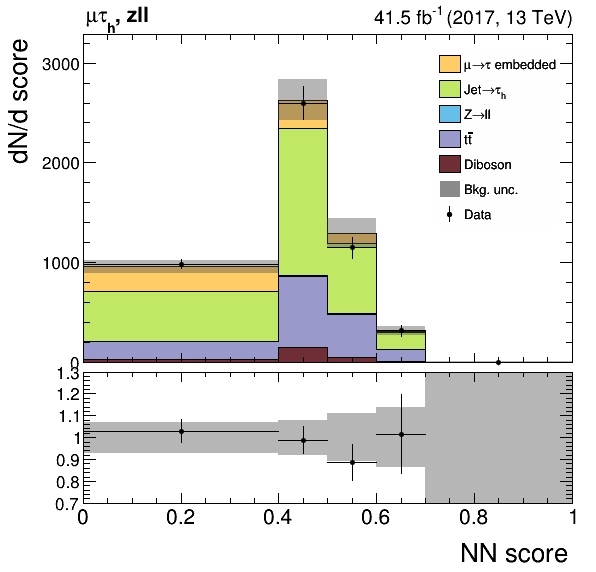 μτh, zll 41.5 fb-1 (2017, 13 TeV)
dN/d score
3000
2000
1000
0
μ→τ embedded
Jet→τh
Z→ll
tt̄
Diboson
Bkg. unc.
Data
1.3
1.2
1.1
1
0.9
0.8
0.7
0 0.2 0.4 0.6 0.8 1
NN score